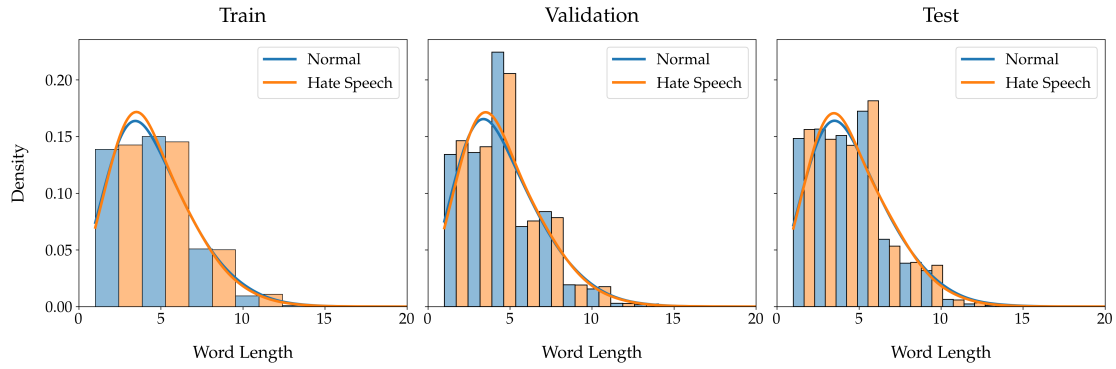 Train
Validation
Test
Normal
Hate Speech
Normal
Hate Speech
Normal
Hate Speech
Density
0.20
0.15
0.10
0.05
0.00
0 5 10 15 20
0 5 10 15 20
0 5 10 15 20
Word Length
Word Length
Word Length